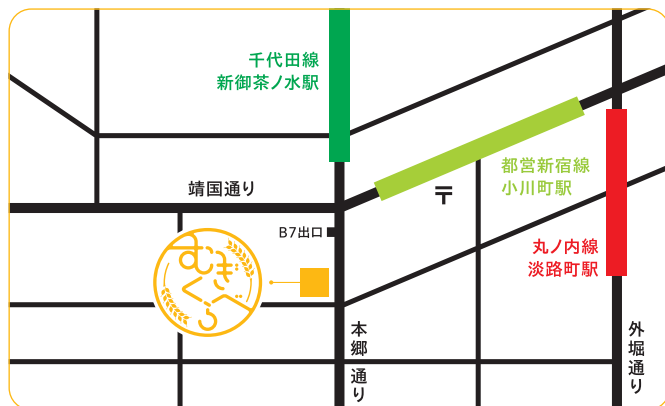 千代田線
新御茶ノ水駅
靖国通り
都営新宿線
小川町駅
〒
B7出口
丸ノ内線
淡路町駅
むぎくらべ
本郷通り
外堀通り